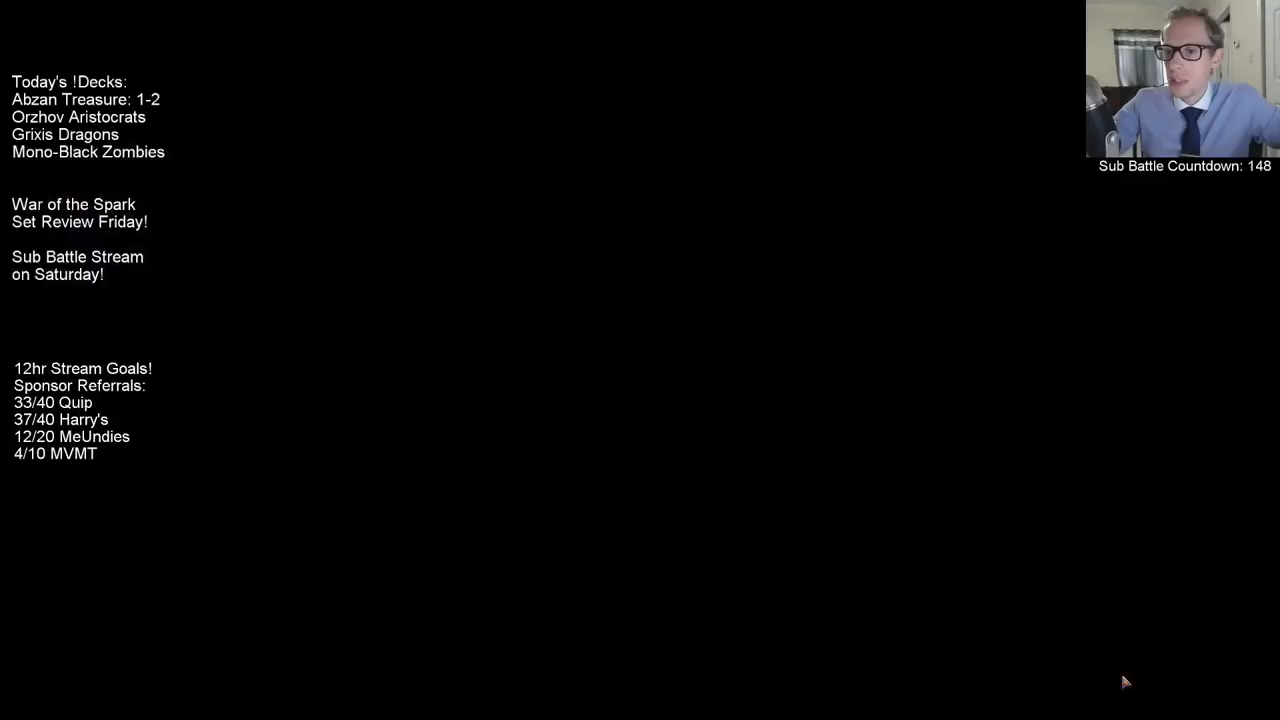 Today's !Decks:
Abzan Treasure: 1-2
Orzhov Aristocrats
Grixis Dragons
Mono-Black Zombies
War of the Spark
Set Review Friday!
Sub Battle Stream
on Saturday!
12hr Stream Goals!
Sponsor Referrals:
33/40 Quip
37/40 Harry's
12/20 MeUndies
4/10 MVMT
Sub Battle Countdown: 148